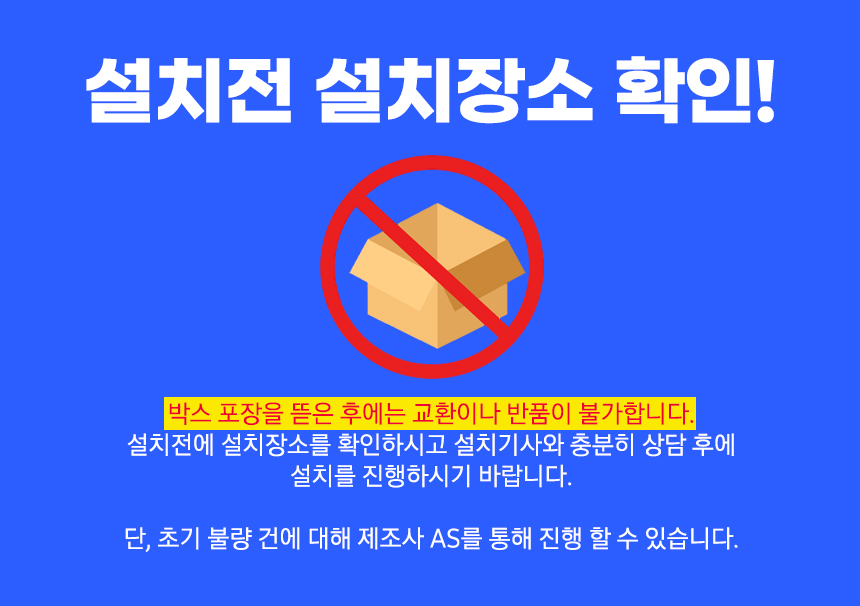 설치전 설치장소 확인!
박스 포장을 뜯은 후에는 교환이나 반품이 불가합니다.
설치전에 설치장소를 확인하시고 설치기사와 충분히 상담 후에
설치를 진행하시기 바랍니다.
단, 초기 불량 건에 대해 제조사 AS를 통해 진행 할 수 있습니다.